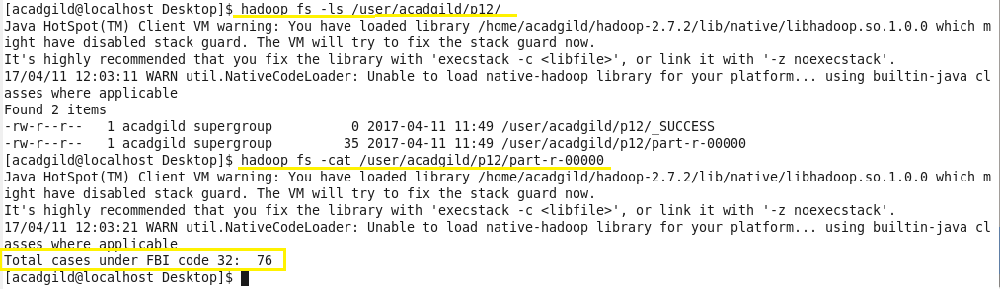 [acadgild@localhost Desktop]$ hadoop fs -ls /user/acadgild/p12/
Java HotSpot(TM) Client VM warning: You have loaded library /home/acadgild/hadoop-2.7.2/lib/native/libhadoop.so.1.0.0 which m
ight have disabled stack guard. The VM will try to fix the stack guard now.
It's highly recommended that you fix the library with 'execstack -c <libfile>', or link it with '-z noexecstack'.
17/04/11 12:03:11 WARN util.NativeCodeLoader: Unable to load native-hadoop library for your platform... using builtin-java cl
asses where applicable
Found 2 items
-rw-r--r--   1 acadgild supergroup          0 2017-04-11 11:49 /user/acadgild/p12/_SUCCESS
-rw-r--r--   1 acadgild supergroup         35 2017-04-11 11:49 /user/acadgild/p12/part-r-00000
[acadgild@localhost Desktop]$ hadoop fs -cat /user/acadgild/p12/part-r-00000
Java HotSpot(TM) Client VM warning: You have loaded library /home/acadgild/hadoop-2.7.2/lib/native/libhadoop.so.1.0.0 which m
ight have disabled stack guard. The VM will try to fix the stack guard now.
It's highly recommended that you fix the library with 'execstack -c <libfile>', or link it with '-z noexecstack'.
17/04/11 12:03:21 WARN util.NativeCodeLoader: Unable to load native-hadoop library for your platform... using builtin-java cl
asses where applicable
Total cases under FBI code 32:  76
[acadgild@localhost Desktop]$